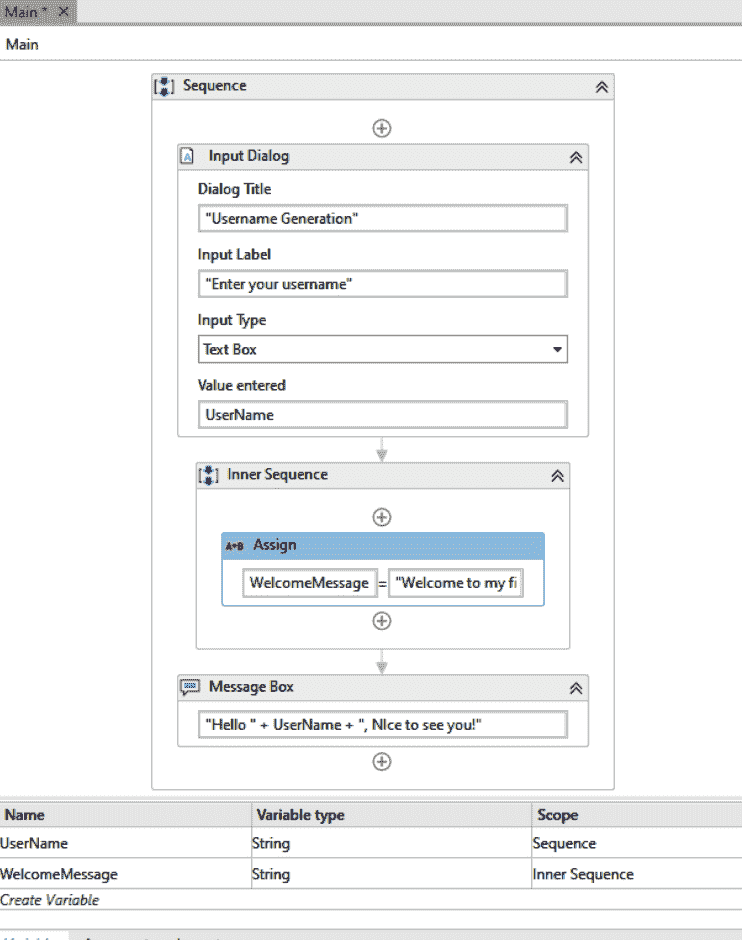 Main * ×
Main
Sequence
Input Dialog
Dialog Title
"Username Generation"
Input Label
"Enter your username"
Input Type
Text Box
Value entered
UserName
Inner Sequence
A+B Assign
WelcomeMessage = "Welcome to my fi
Message Box
"Hello " + UserName + ", NIce to see you!"
Name Variable type Scope
UserName String Sequence
WelcomeMessage String Inner Sequence
Create Variable